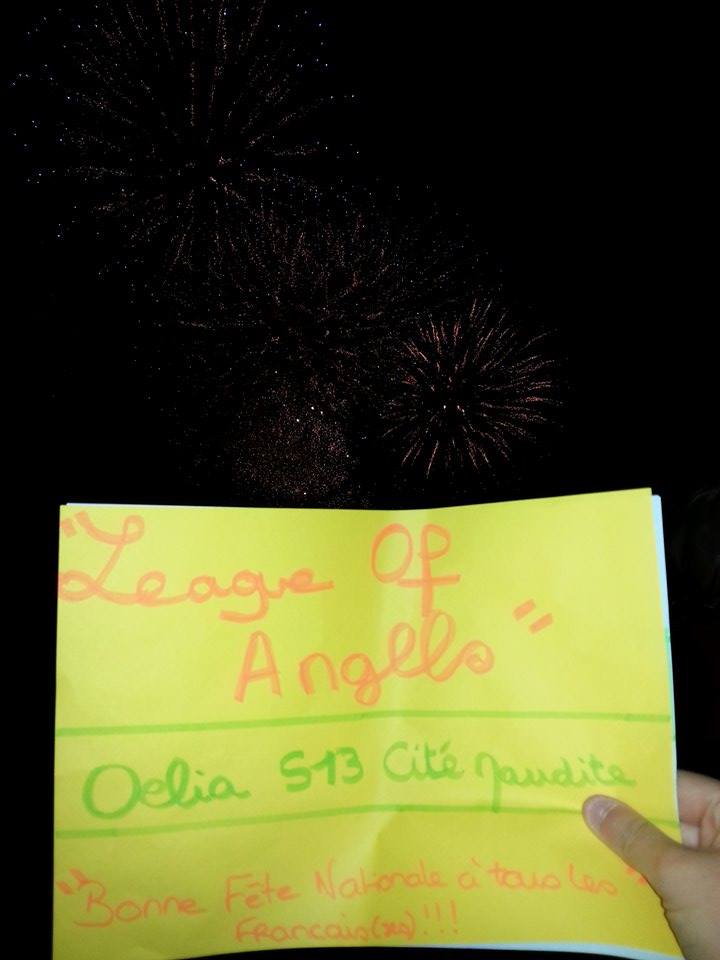 "League Of
Angels"
Oelia S13 Cité Maudite
"Bonne Fête Nationale à tous les "
Francais(es)!!!